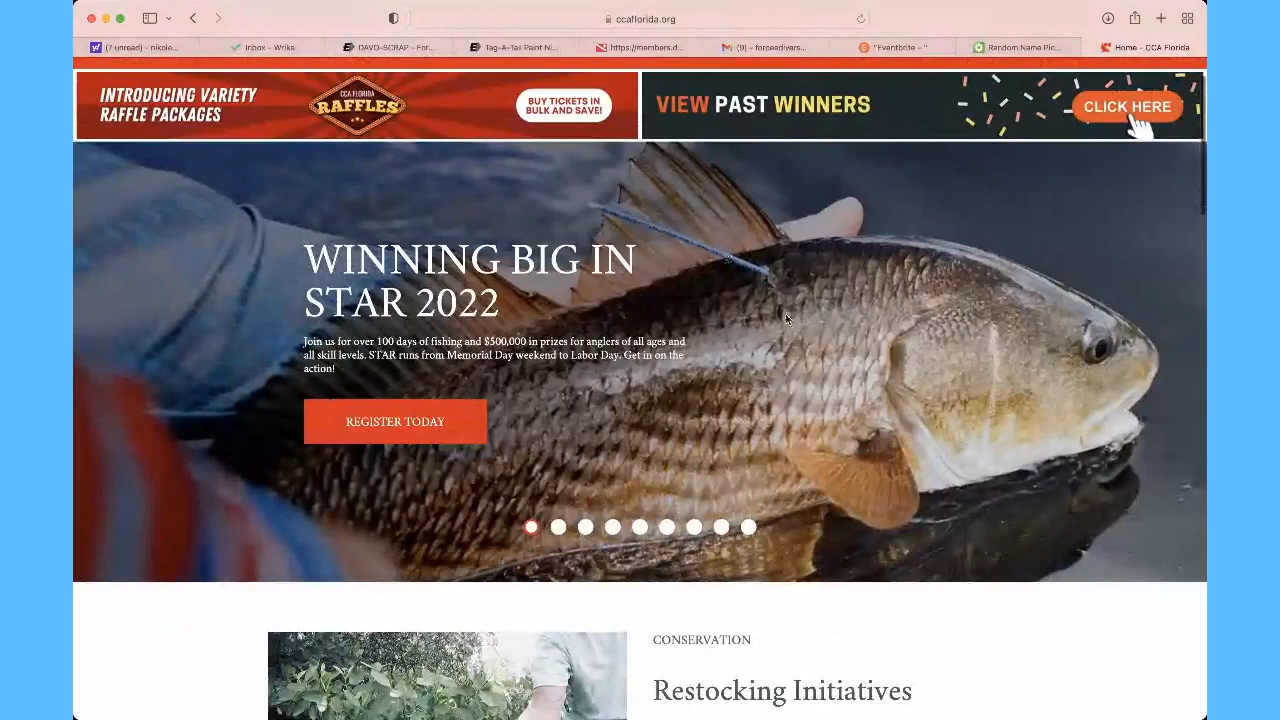 ccaflorida.org
(7 unread) - nikole...
Inbox - Wrike
DAVO-SCRAP - For...
Tag-A-Tail Paint Ni...
https://members.d...
(9) - forcedivers...
"Eventbrite - "
Random Name Pic...
Home - CCA Florida
INTRODUCING VARIETY
RAFFLE PACKAGES
CCA FLORIDA
RAFFLES
BUY TICKETS IN
BULK AND SAVE!
VIEW PAST WINNERS
CLICK HERE
WINNING BIG IN
STAR 2022
Join us for over 100 days of fishing and $500,000 in prizes for anglers of all ages and
all skill levels. STAR runs from Memorial Day weekend to Labor Day. Get in on the
action!
REGISTER TODAY
CONSERVATION
Restocking Initiatives